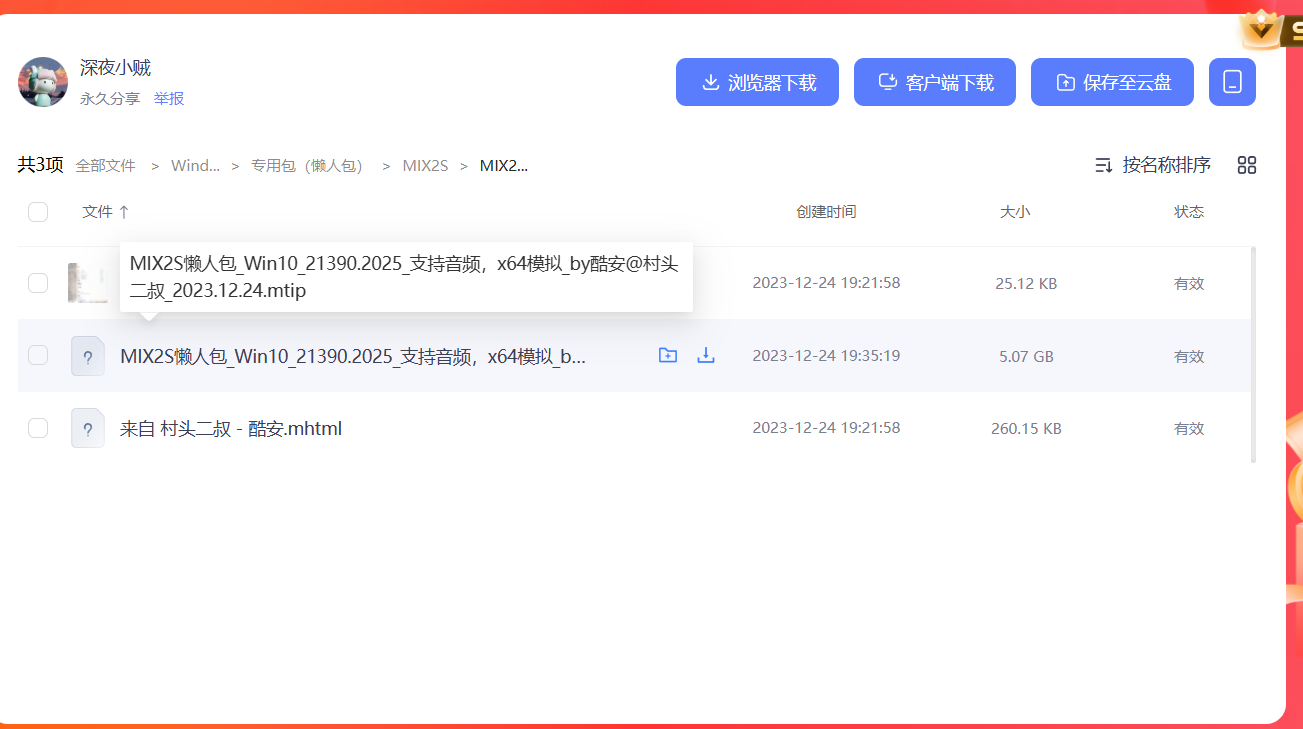 深夜小贼
永久分享 举报
浏览器下载 客户端下载 保存至云盘
共3项 全部文件 > Wind... > 专用包（懒人包） > MIX2S > MIX2...
按名称排序
文件 ↑ 创建时间 大小 状态
MIX2S懒人包_Win10_21390.2025_支持音频，x64模拟_by酷安@村头
二叔_2023.12.24.mtip
2023-12-24 19:21:58 25.12 KB 有效
MIX2S懒人包_Win10_21390.2025_支持音频，x64模拟_b... 2023-12-24 19:35:19 5.07 GB 有效
来自 村头二叔 - 酷安.mhtml 2023-12-24 19:21:58 260.15 KB 有效